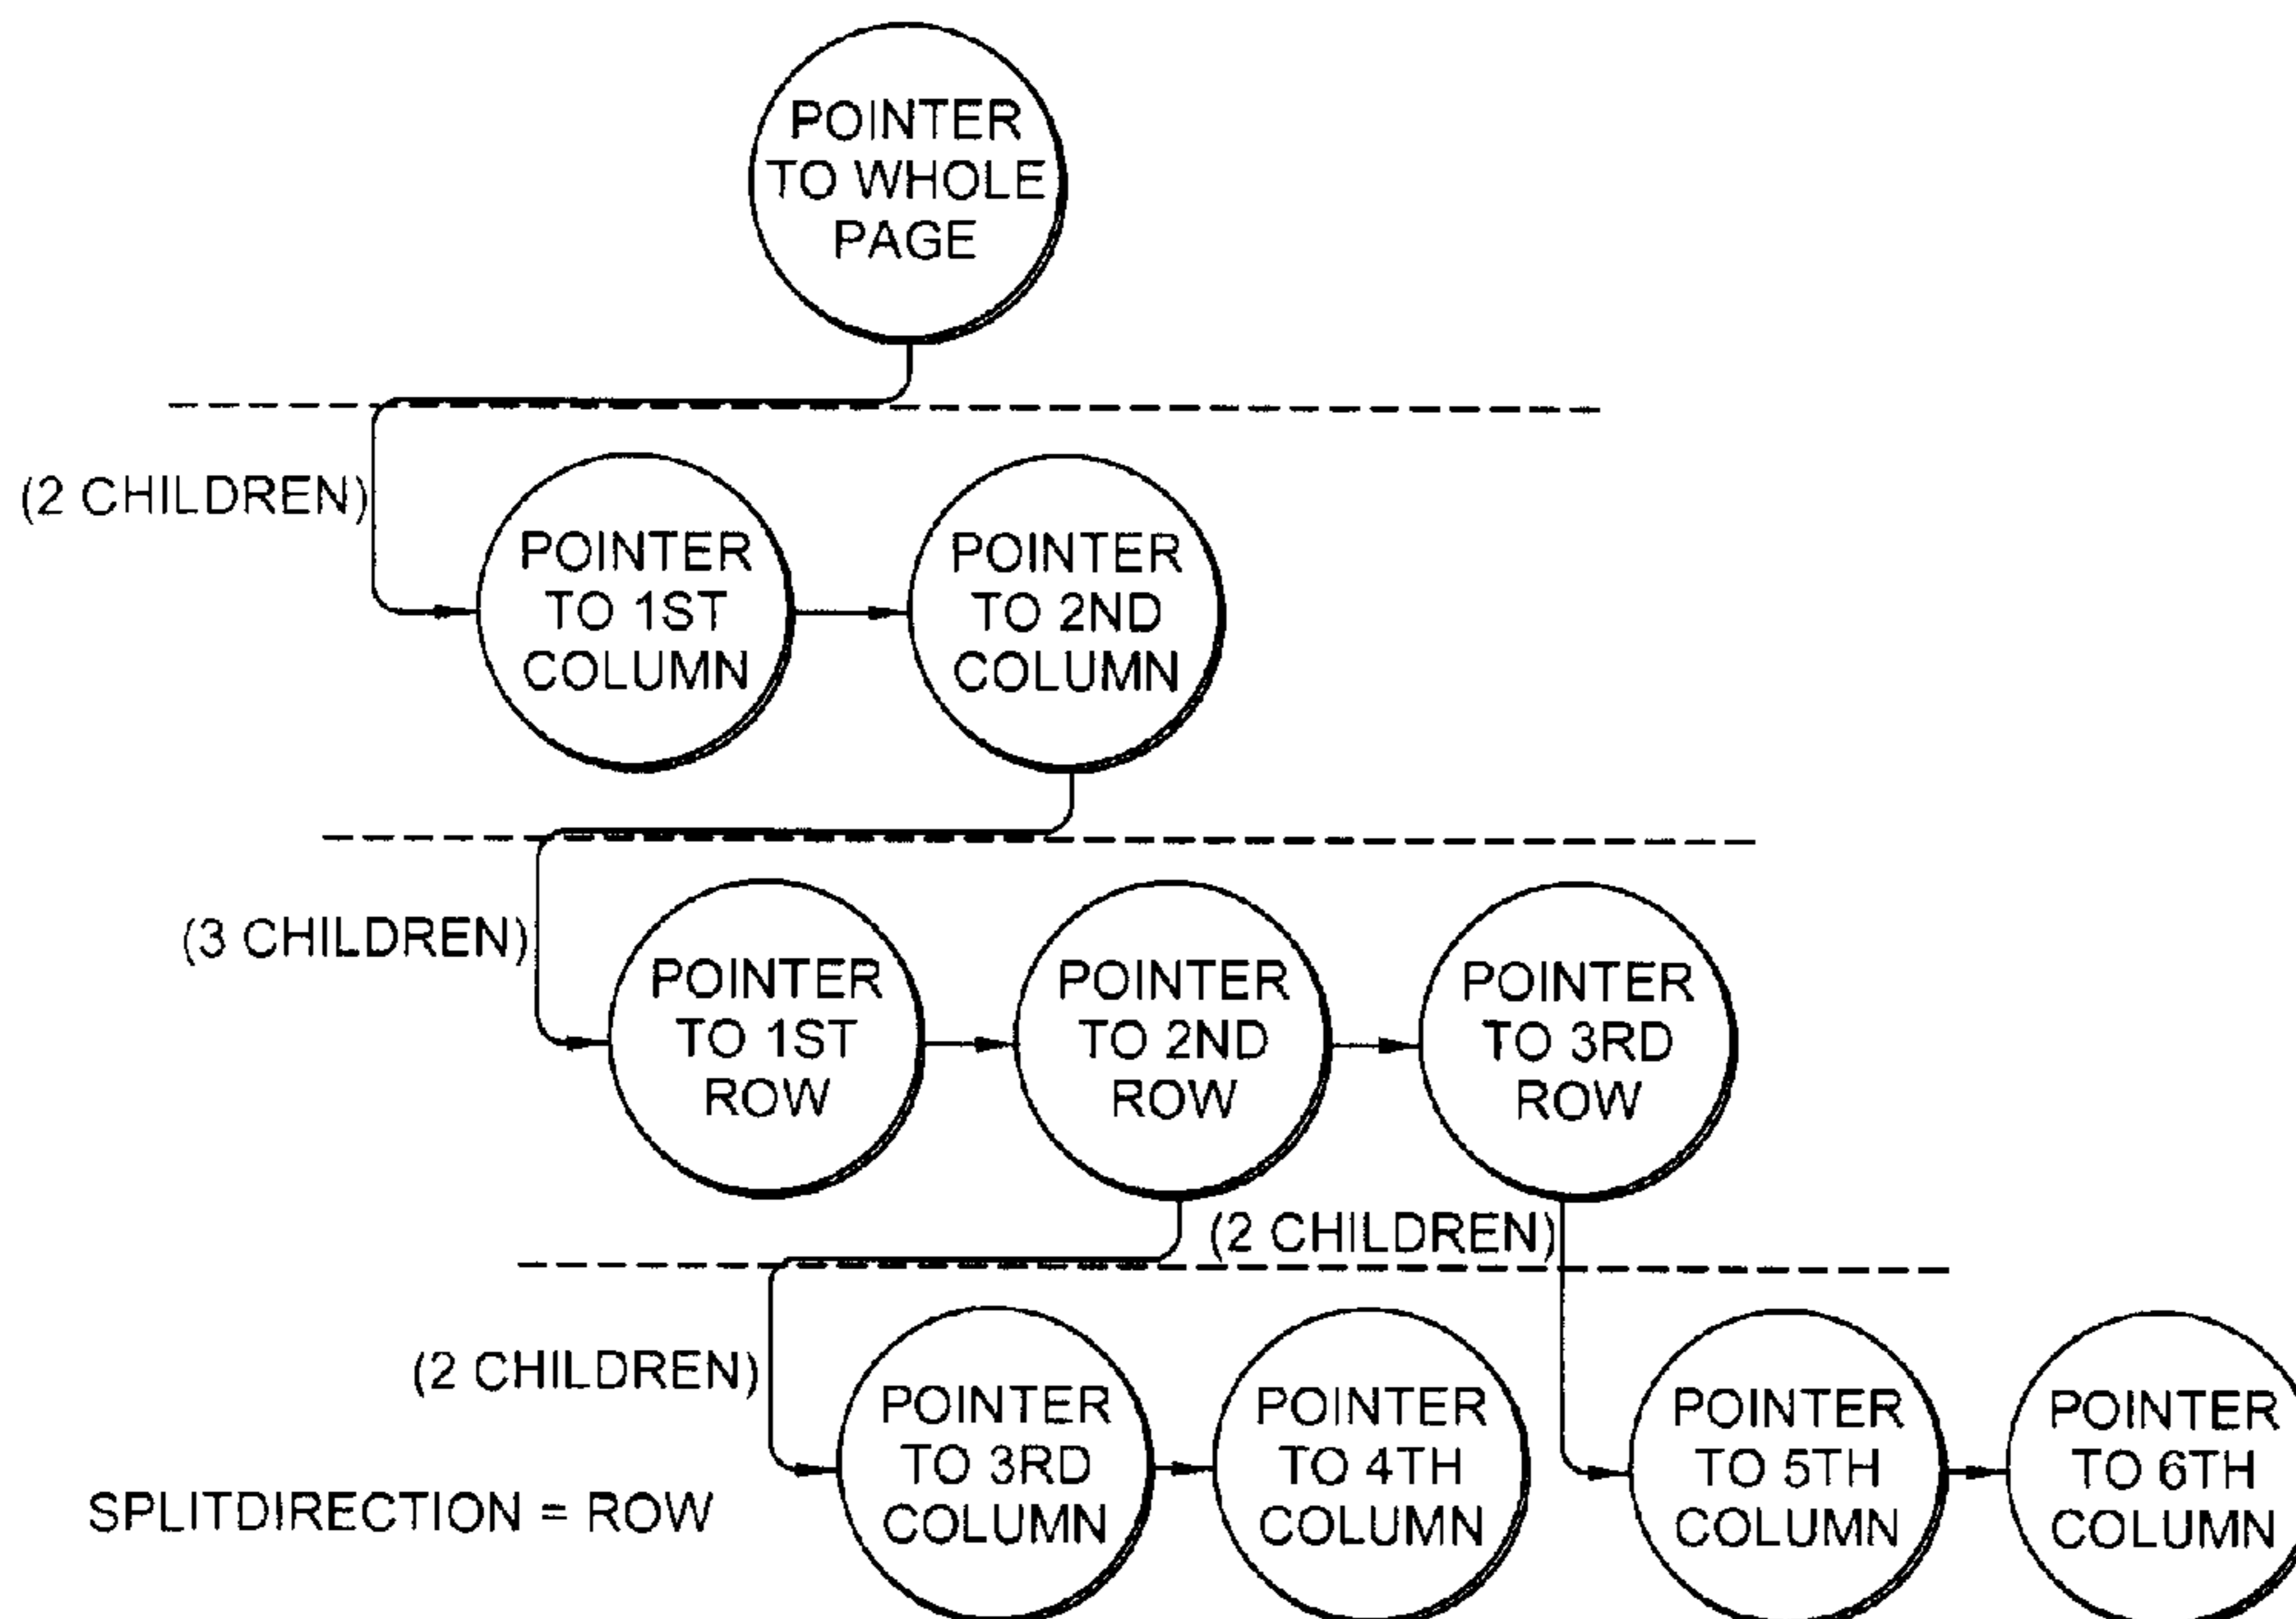 POINTER
TO WHOLE
PAGE
(2 CHILDREN)
POINTER
TO 1ST
COLUMN
POINTER
TO 2ND
COLUMN
(3 CHILDREN)
POINTER
TO 1ST
ROW
POINTER
TO 2ND
ROW
POINTER
TO 3RD
ROW
(2 CHILDREN)
(2 CHILDREN)
POINTER
TO 3RD
COLUMN
POINTER
TO 4TH
COLUMN
POINTER
TO 5TH
COLUMN
POINTER
TO 6TH
COLUMN
SPLITDIRECTION = ROW